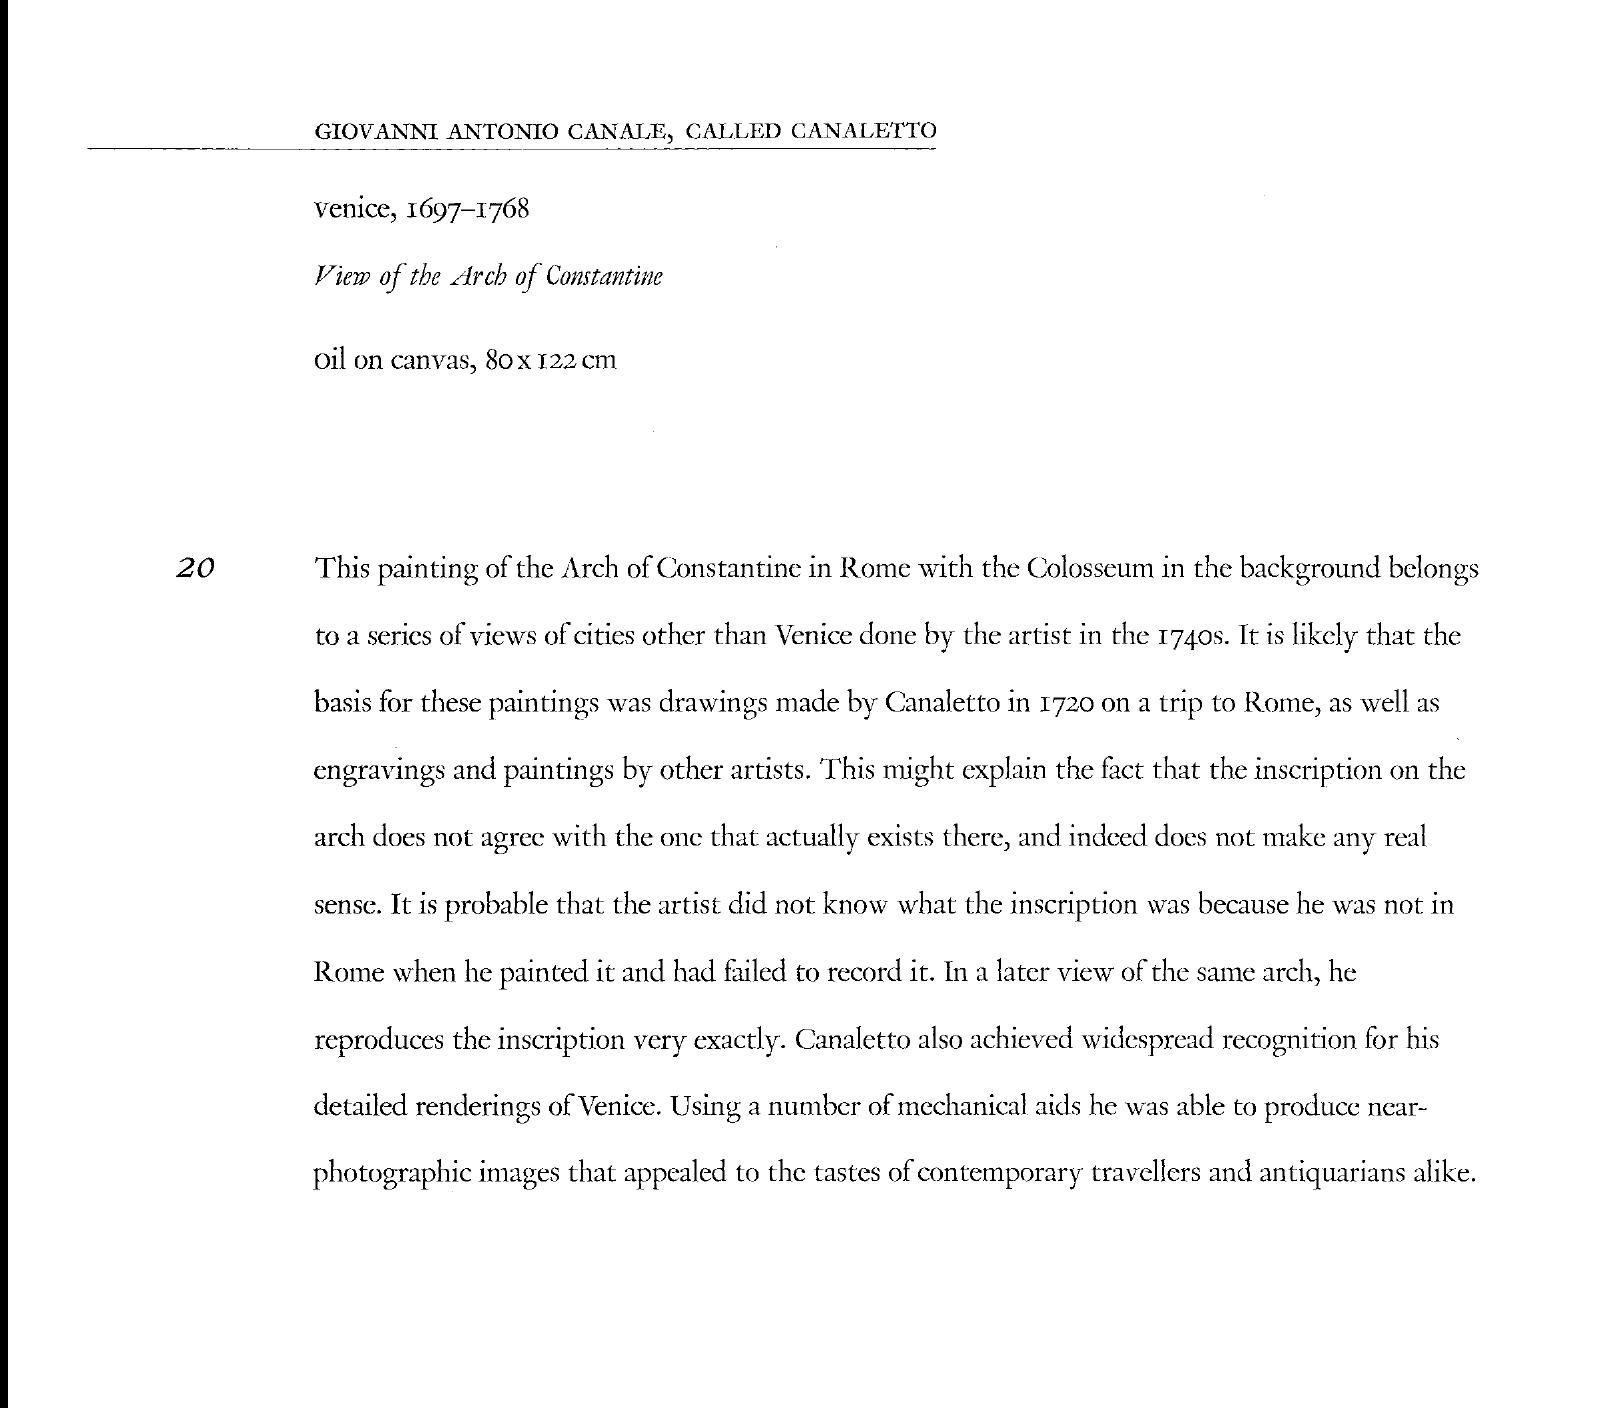 GIOVANNI ANTONIO CANALE, CALLED CANALETTO
venice, 1697–1768
View of the Arch of Constantine
oil on canvas, 80 x 122 cm
20
This painting of the Arch of Constantine in Rome with the Colosseum in the background belongs
to a series of views of cities other than Venice done by the artist in the 1740s. It is likely that the
basis for these paintings was drawings made by Canaletto in 1720 on a trip to Rome, as well as
engravings and paintings by other artists. This might explain the fact that the inscription on the
arch does not agree with the one that actually exists there, and indeed does not make any real
sense. It is probable that the artist did not know what the inscription was because he was not in
Rome when he painted it and had failed to record it. In a later view of the same arch, he
reproduces the inscription very exactly. Canaletto also achieved widespread recognition for his
detailed renderings of Venice. Using a number of mechanical aids he was able to produce near-
photographic images that appealed to the tastes of contemporary travellers and antiquarians alike.